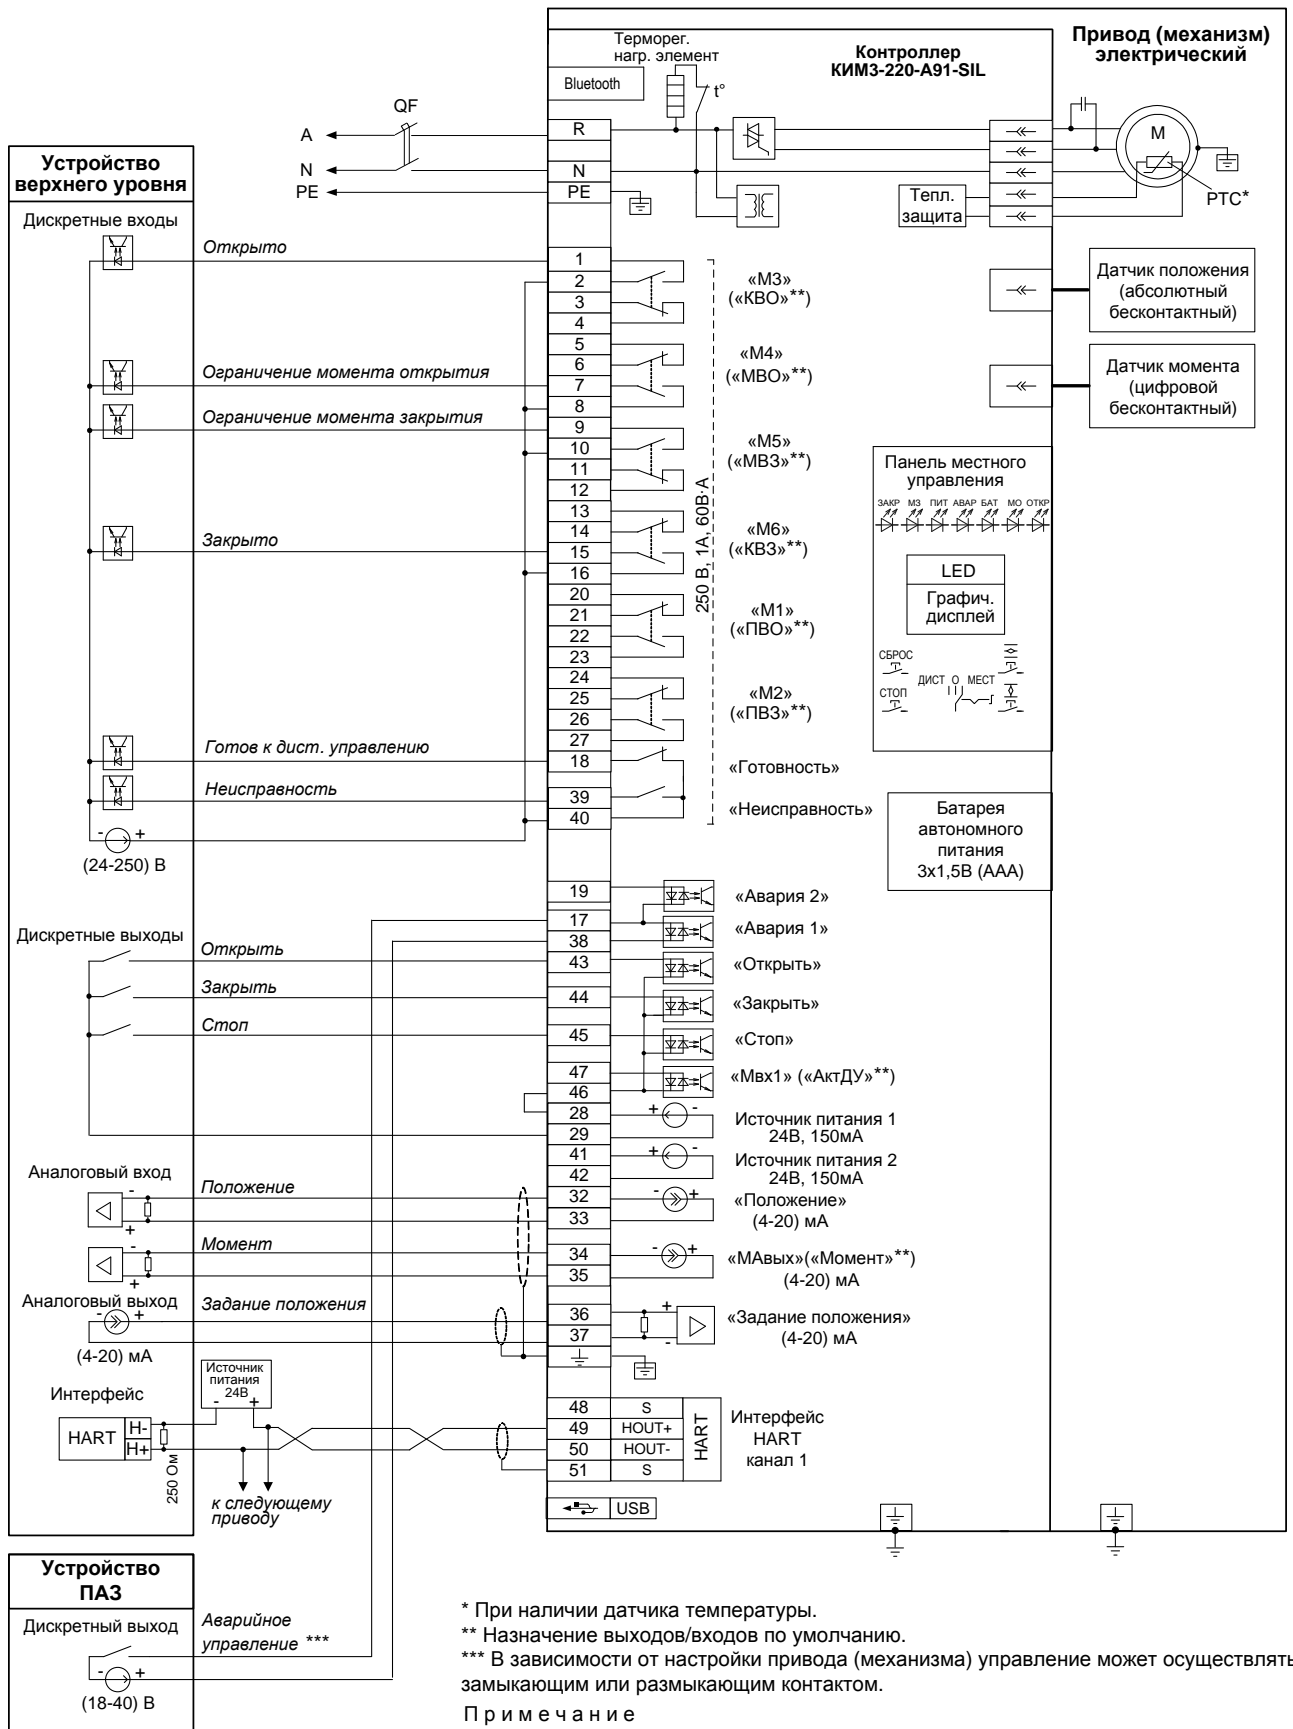 Привод (механизм)
электрический
Контроллер
КИМ3-220-А91-SIL
Терморег.
нагр. элемент
Bluetooth
t°
QF
A
N
PE
R
N
PE
M
PTC*
Тепл.
защита
Устройство
верхнего уровня
Дискретные входы
Открыто
1
2
3
4
«М3»
(«КВО»**)
Датчик положения
(абсолютный
бесконтактный)
5
6
7
8
Ограничение момента открытия
«М4»
(«МВО»**)
Датчик момента
(цифровой
бесконтактный)
Ограничение момента закрытия
9
10
11
12
«М5»
(«МВЗ»**)
250 В, 1А, 60В·А
Панель местного
управления
ЗАКР МЗ ПИТ АВАР БАТ МО ОТКР
LED
Графич.
дисплей
СБРОС
СТОП
ДИСТ О МЕСТ
13
14
15
16
Закрыто
«М6»
(«КВЗ»**)
20
21
22
23
«М1»
(«ПВО»**)
24
25
26
27
«М2»
(«ПВЗ»**)
Готов к дист. управлению
18
«Готовность»
Неисправность
39
40
«Неисправность»
- +
(24-250) В
Батарея
автономного
питания
3х1,5В (ААА)
19
«Авария 2»
17
38
«Авария 1»
Дискретные выходы
Открыть
43
«Открыть»
Закрыть
44
«Закрыть»
Стоп
45
«Стоп»
47
46
«Мвх1» («АктДУ»**)
28
29
+ -
Источник питания 1
24В, 150мА
41
42
+ -
Источник питания 2
24В, 150мА
Аналоговый вход
-
+
Положение
32
33
- +
«Положение»
(4-20) мА
-
+
Момент
34
35
- +
«МАвых»(«Момент»**)
(4-20) мА
Аналоговый выход
- +
(4-20) мА
Задание положения
36
37
+
-
«Задание положения»
(4-20) мА
Источник
питания
24В
- +
Интерфейс
HART
H-
H+
250 Ом
к следующему
приводу
48
49
50
51
S
HOUT+
HOUT-
S
HART
Интерфейс
HART
канал 1
USB
Устройство
ПАЗ
Дискретный выход
- +
(18-40) В
Аварийное
управление ***
* При наличии датчика температуры.
** Назначение выходов/входов по умолчанию.
*** В зависимости от настройки привода (механизма) управление может осуществлять
замыкающим или размыкающим контактом.
Примечание